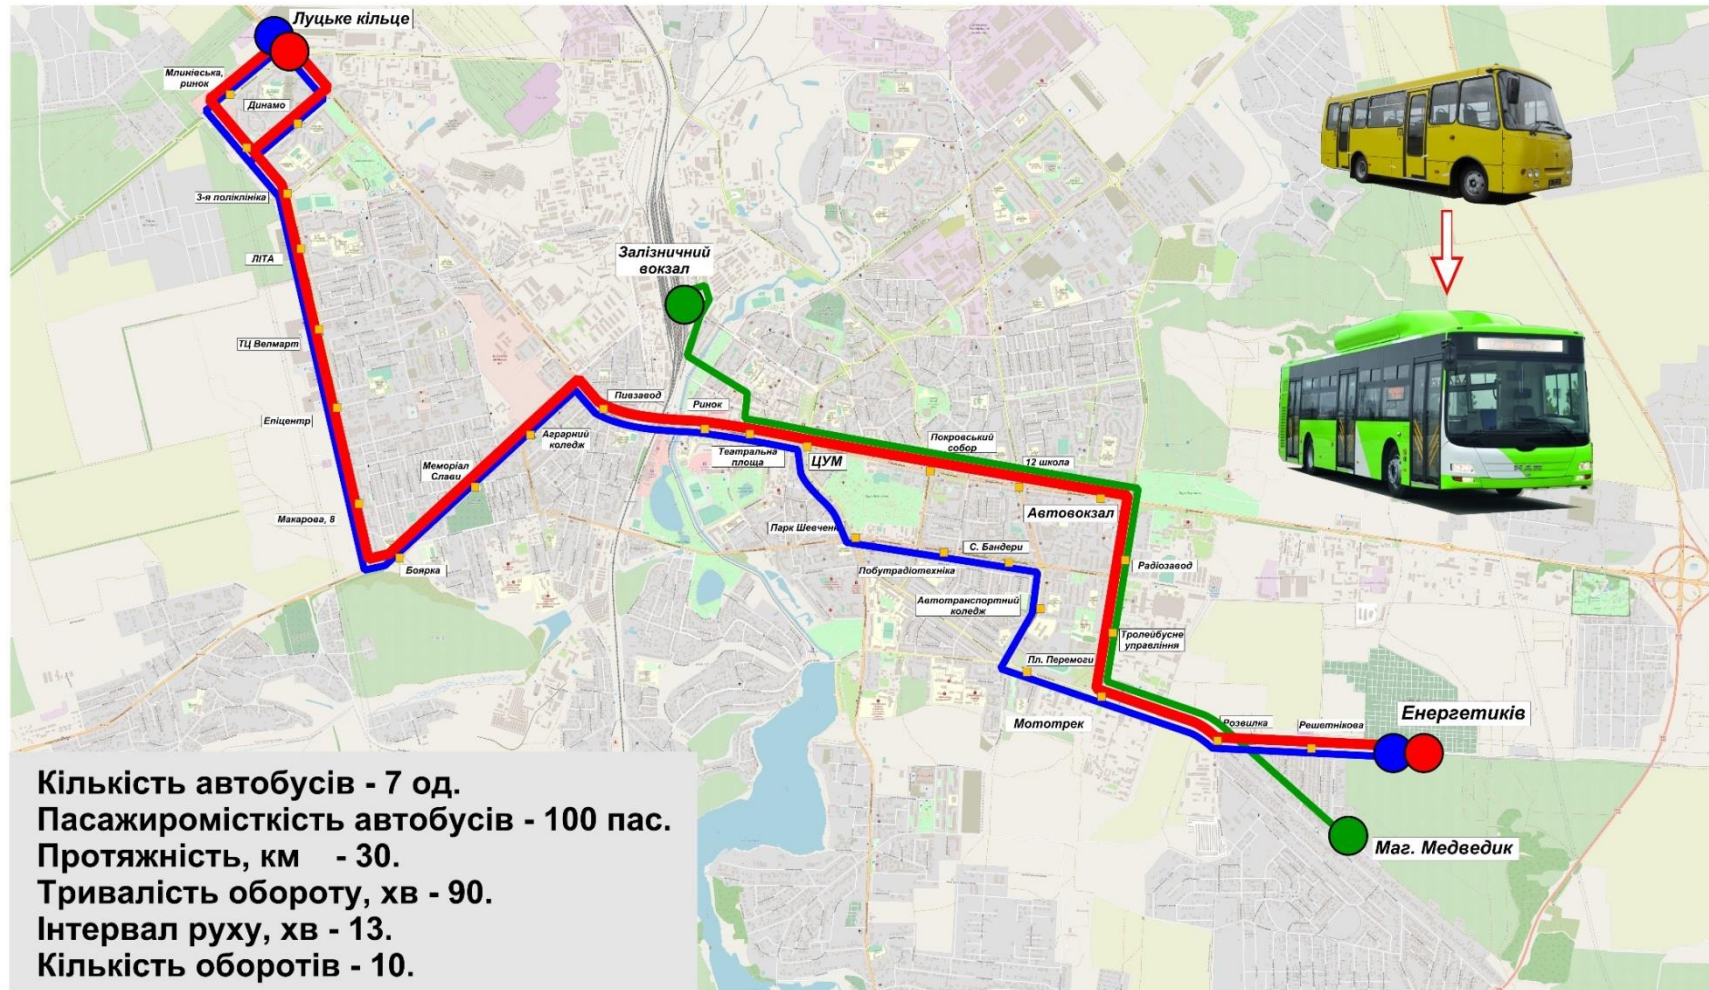 Луцьке кільце
Млинівська,
ринок
Динамо
3-я поліклініка
ЛІТА
ТЦ Велмарт
Епіцентр
Макарова, 8
Боярка
Меморіал
Слави
Аграрний
коледж
Пивзавод
Залізничний
вокзал
Ринок
Театральна
площа
ЦУМ
Покровський
собор
12 школа
Автовокзал
Парк Шевченк
С. Бандери
Побутрадіотехніка
Автотранспортний
коледж
Радіозавод
Тролейбусне
управління
Пл. Перемоги
Мототрек
Розвилка
Решетнікова
Енергетиків
Маг. Медведик
Кількість автобусів - 7 од.
Пасажиромісткість автобусів - 100 пас.
Протяжність, км - 30.
Тривалість обороту, хв - 90.
Інтервал руху, хв - 13.
Кількість оборотів - 10.